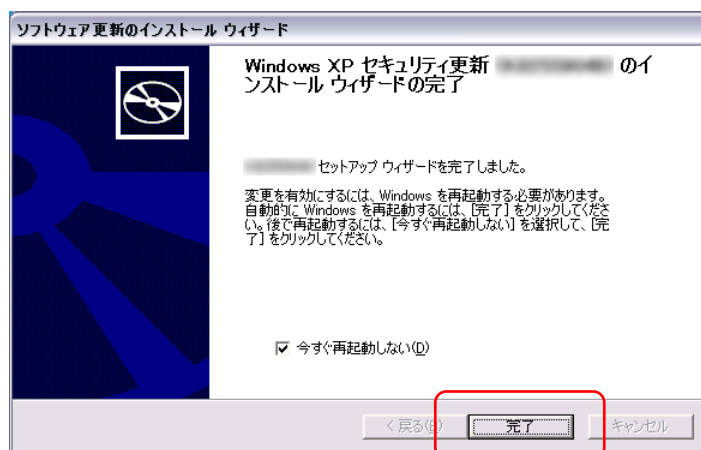 ソフトウェア更新のインストール ウィザード
Windows XP セキュリティ更新 のイ
ンストール ウィザードの完了
セットアップ ウィザードを完了しました。
変更を有効にするには、Windows を再起動する必要があります。
自動的に Windows を再起動するには、[完了] をクリックしてくださ
い。後で再起動するには、[今すぐ再起動しない] を選択して、[完
了] をクリックしてください。
今すぐ再起動しない(D)
< 戻る(B) 完了 キャンセル